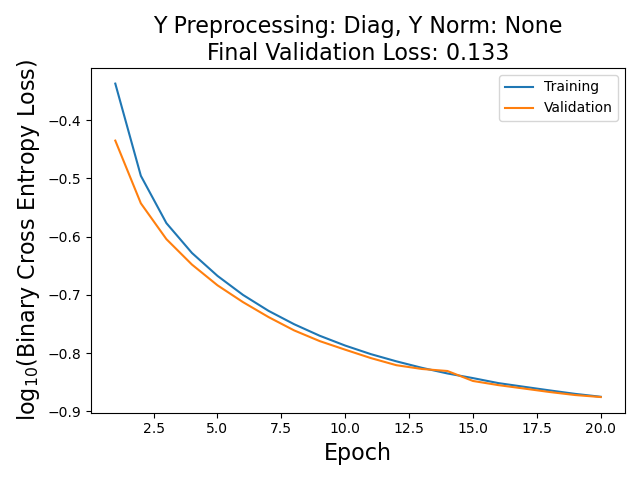 Y Preprocessing: Diag, Y Norm: None
Final Validation Loss: 0.133
Training
Validation
log₁₀(Binary Cross Entropy Loss)
−0.4
−0.5
−0.6
−0.7
−0.8
−0.9
2.5 5.0 7.5 10.0 12.5 15.0 17.5 20.0
Epoch